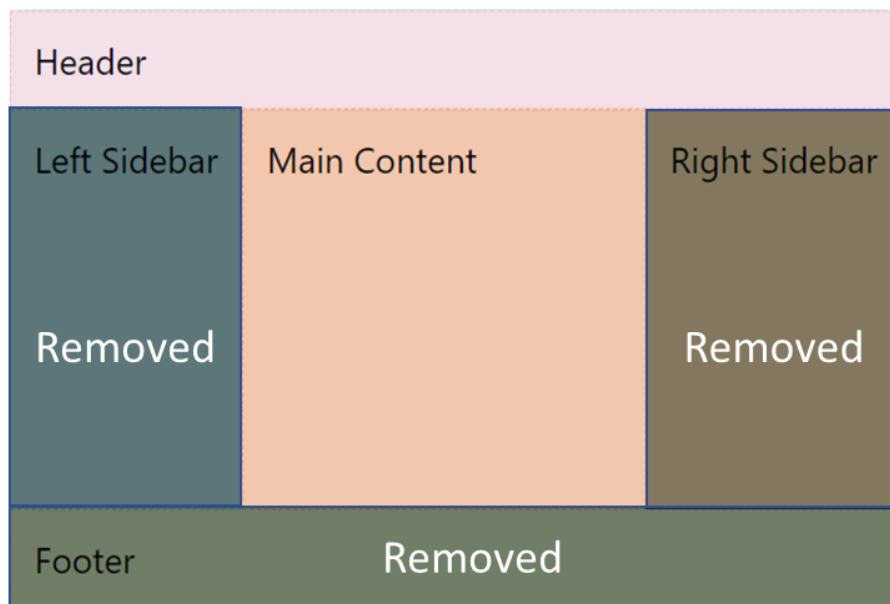 Header
Left Sidebar
Main Content
Right Sidebar
Removed
Removed
Footer
Removed